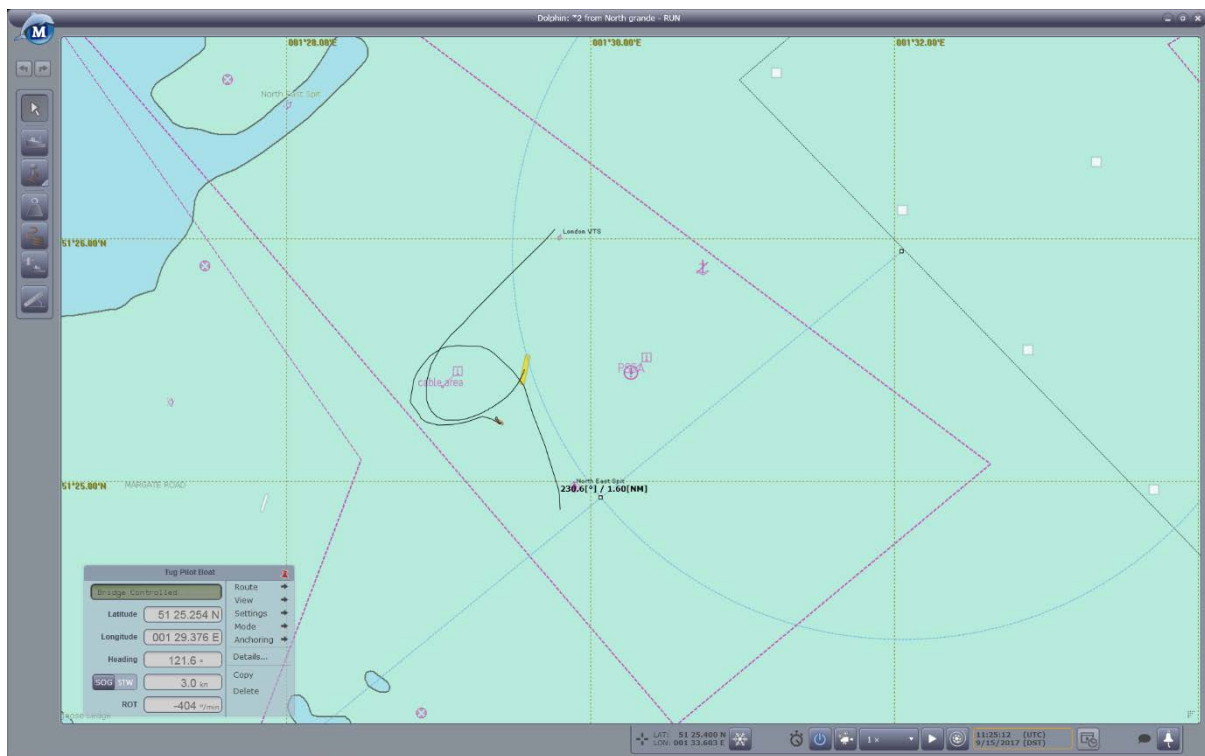 Dolphin: *2 from North grande - RUN
M
001°28.00'E
001°30.00'E
001°32.00'E
North East Spit
London VTS
51°26.00'N
cable area
PSSA
51°25.00'N
MARGATE ROAD
North East Spit
230.6[°] / 1.60[NM]
Tug Pilot Boat
Bridge Controlled
Latitude 51 25.254 N
Longitude 001 29.376 E
Heading 121.6 °
SOG STW 3.0 kn
ROT -404 °/min
Route
View
Settings
Mode
Anchoring
Details...
Copy
Delete
LAT: 51 25.400 N
LON: 001 33.683 E
1 x
11:25:12 (UTC)
9/15/2017 (DST)